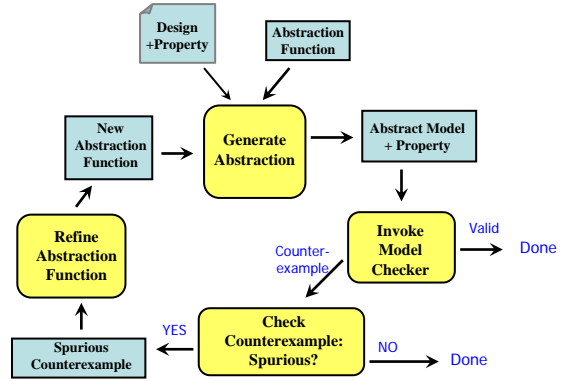 Design
+Property
Abstraction
Function
New
Abstraction
Function
Generate
Abstraction
Abstract Model
+ Property
Refine
Abstraction
Function
Invoke
Model
Checker
Valid
Done
Counter-
example
Check
Counterexample:
Spurious?
YES
NO
Done
Spurious
Counterexample